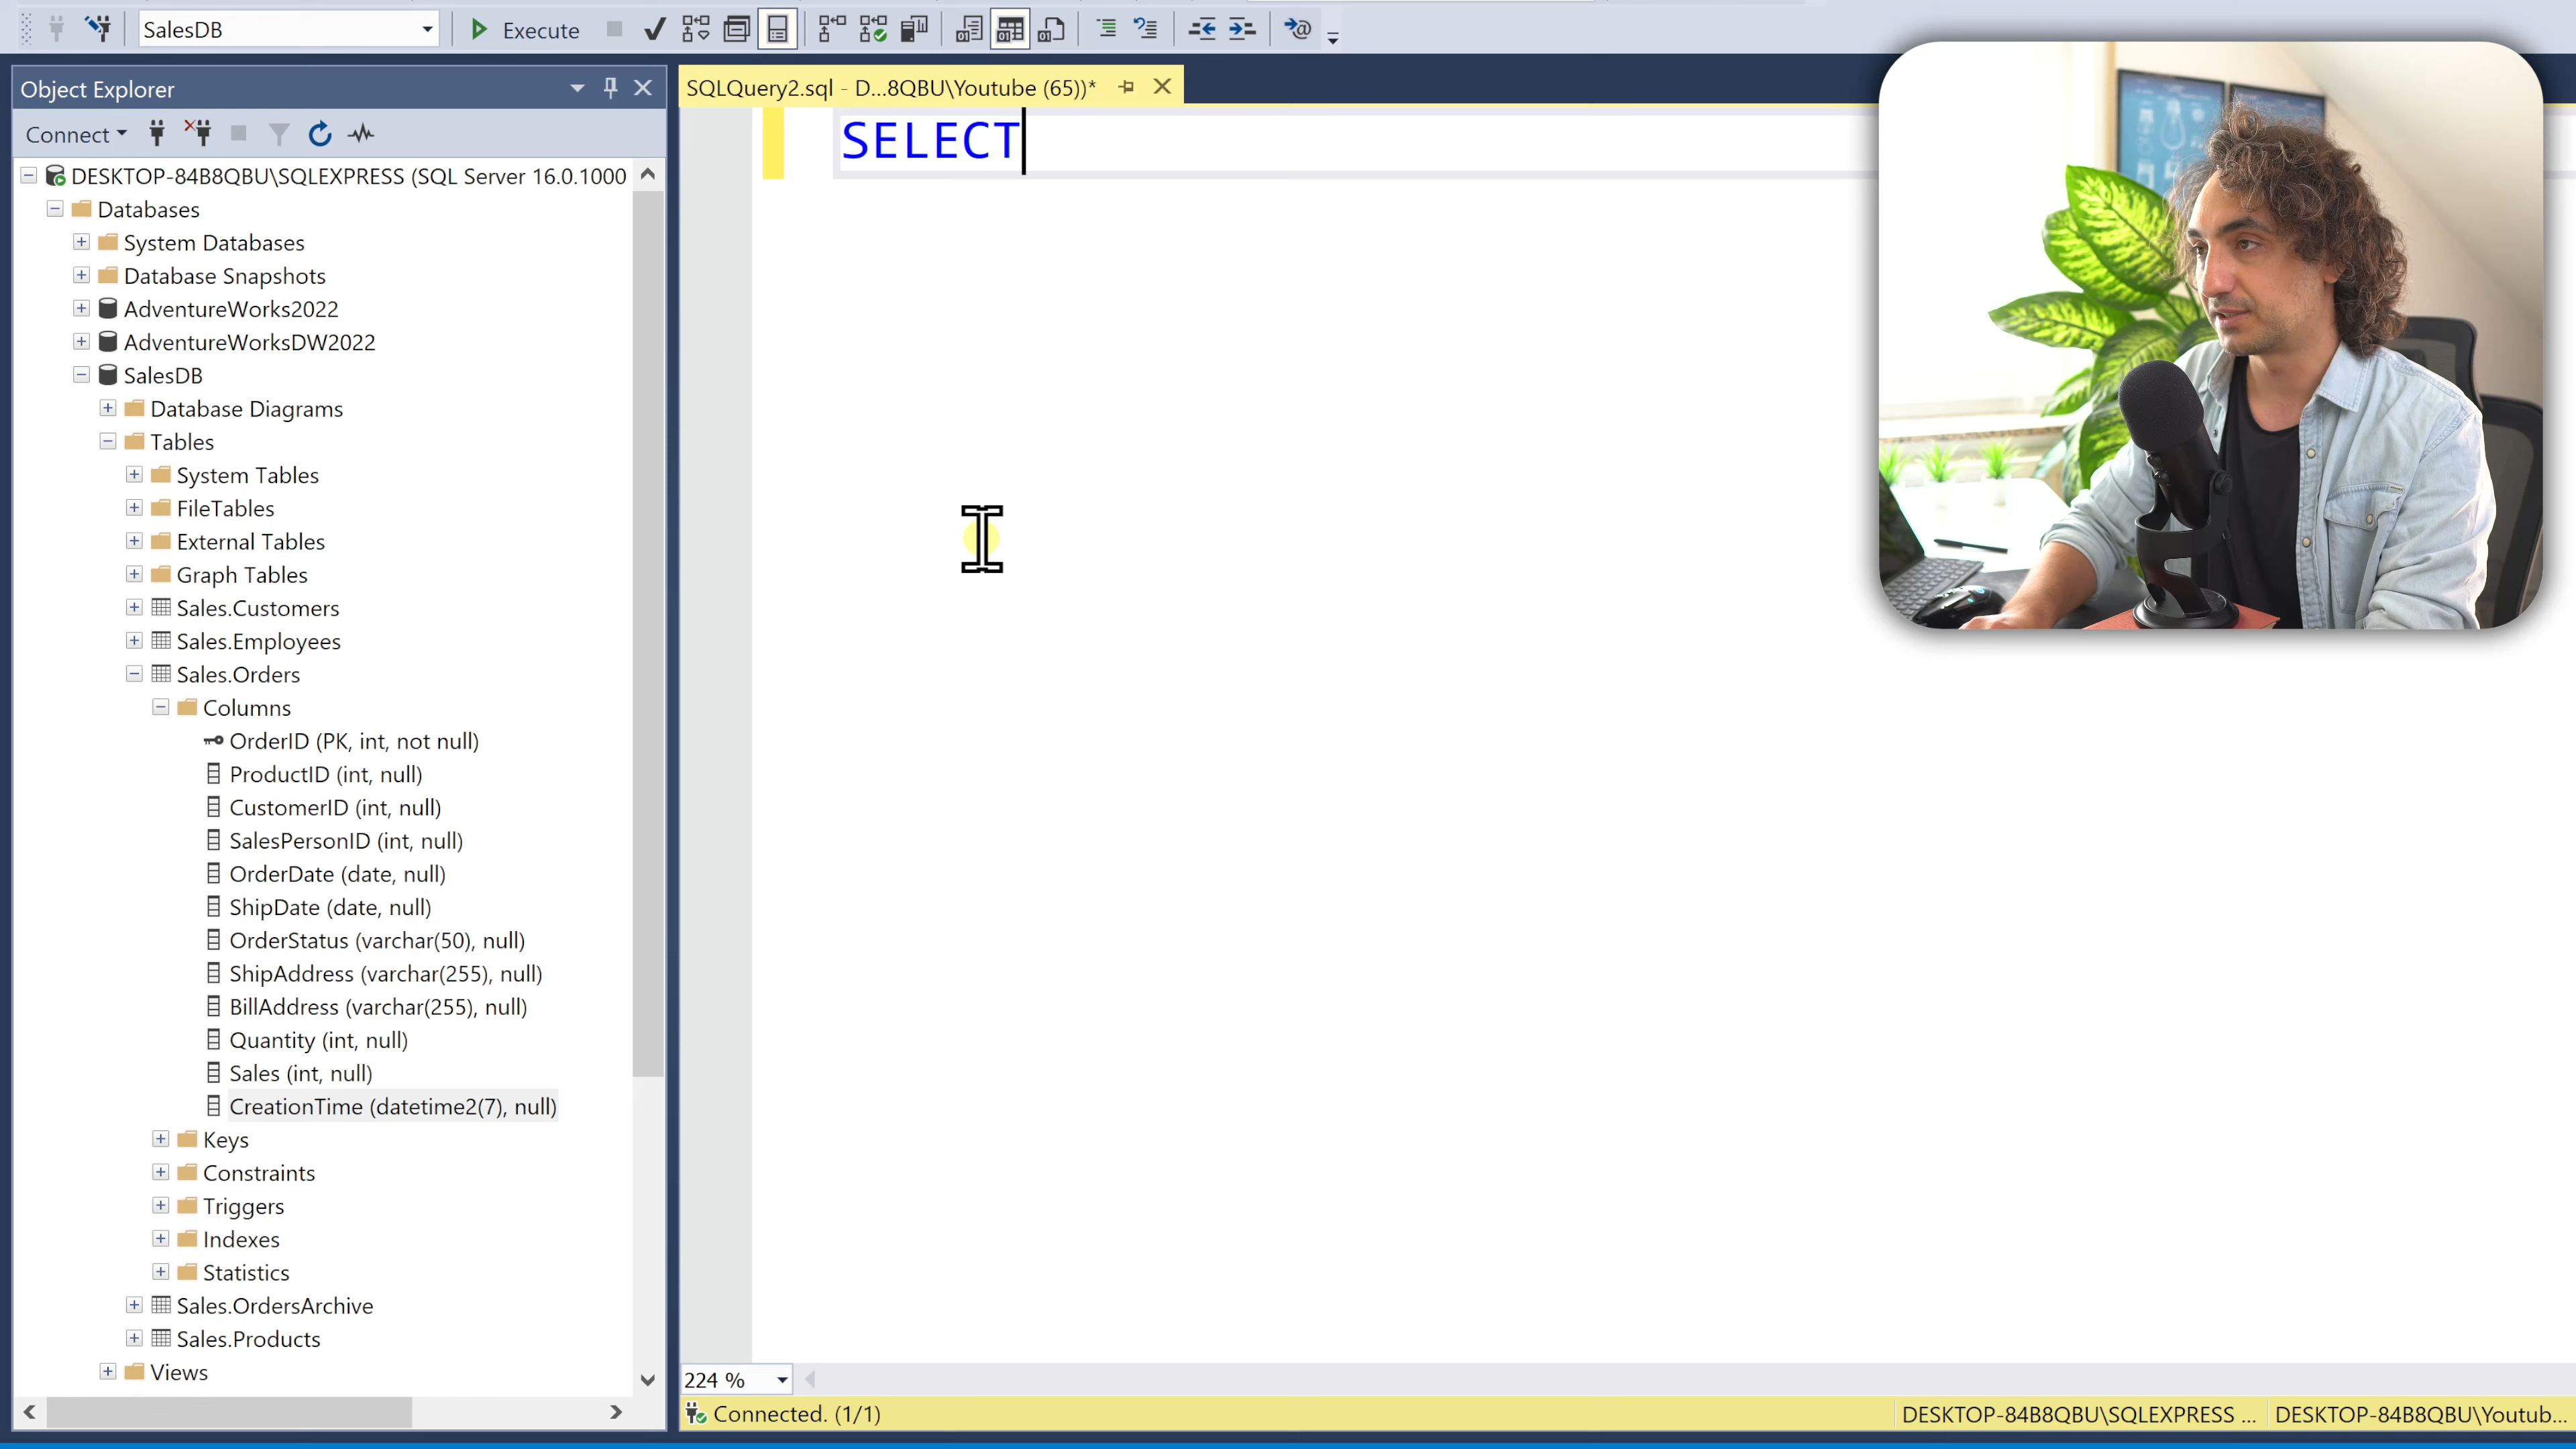 SalesDB
Execute
Object Explorer
SQLQuery2.sql - D...8QBU\Youtube (65))*
Connect
SELECT
DESKTOP-84B8QBU\SQLEXPRESS (SQL Server 16.0.1000
Databases
System Databases
Database Snapshots
AdventureWorks2022
AdventureWorksDW2022
SalesDB
Database Diagrams
Tables
System Tables
FileTables
External Tables
Graph Tables
Sales.Customers
Sales.Employees
Sales.Orders
Columns
OrderID (PK, int, not null)
ProductID (int, null)
CustomerID (int, null)
SalesPersonID (int, null)
OrderDate (date, null)
ShipDate (date, null)
OrderStatus (varchar(50), null)
ShipAddress (varchar(255), null)
BillAddress (varchar(255), null)
Quantity (int, null)
Sales (int, null)
CreationTime (datetime2(7), null)
Keys
Constraints
Triggers
Indexes
Statistics
Sales.OrdersArchive
Sales.Products
Views
224 %
Connected. (1/1)
DESKTOP-84B8QBU\SQLEXPRESS ...
DESKTOP-84B8QBU\Youtub...